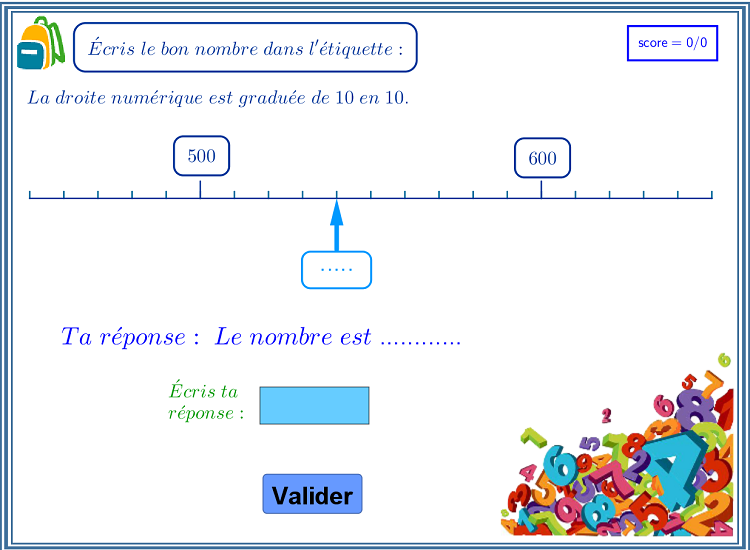 Écris le bon nombre dans l'étiquette :
score = 0/0
La droite numérique est graduée de 10 en 10.
500
600
.....
Ta réponse : Le nombre est ............
Écris ta
réponse :
Valider